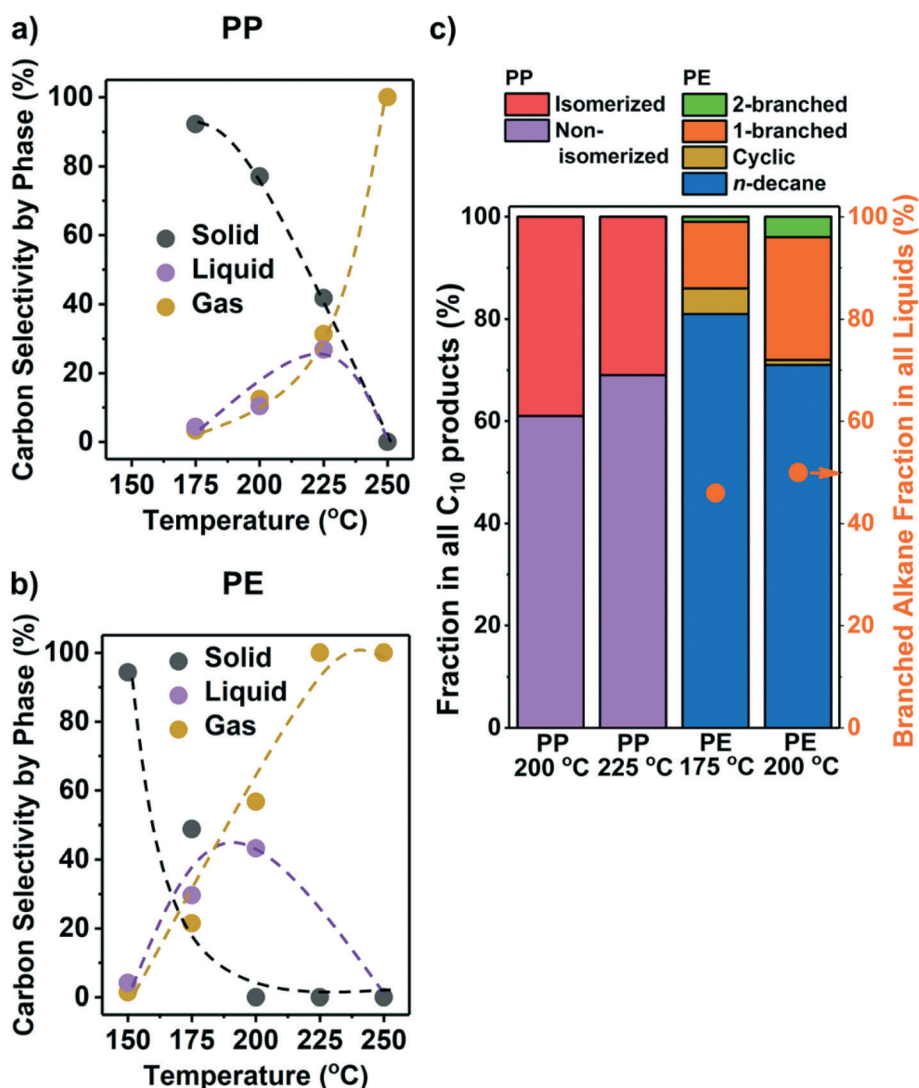 a)
PP
Carbon Selectivity by Phase (%)
100
80
60
40
20
0
Solid
Liquid
Gas
150 175 200 225 250
Temperature (°C)
b)
PE
Carbon Selectivity by Phase (%)
100
80
60
40
20
0
Solid
Liquid
Gas
150 175 200 225 250
Temperature (°C)
c)
PP
Isomerized
Non-
isomerized
PE
2-branched
1-branched
Cyclic
n-decane
Fraction in all C₁₀ products (%)
100
80
60
40
20
0
PP
200 °C
PP
225 °C
PE
175 °C
PE
200 °C
100
80
60
40
20
0
Branched Alkane Fraction in all Liquids (%)